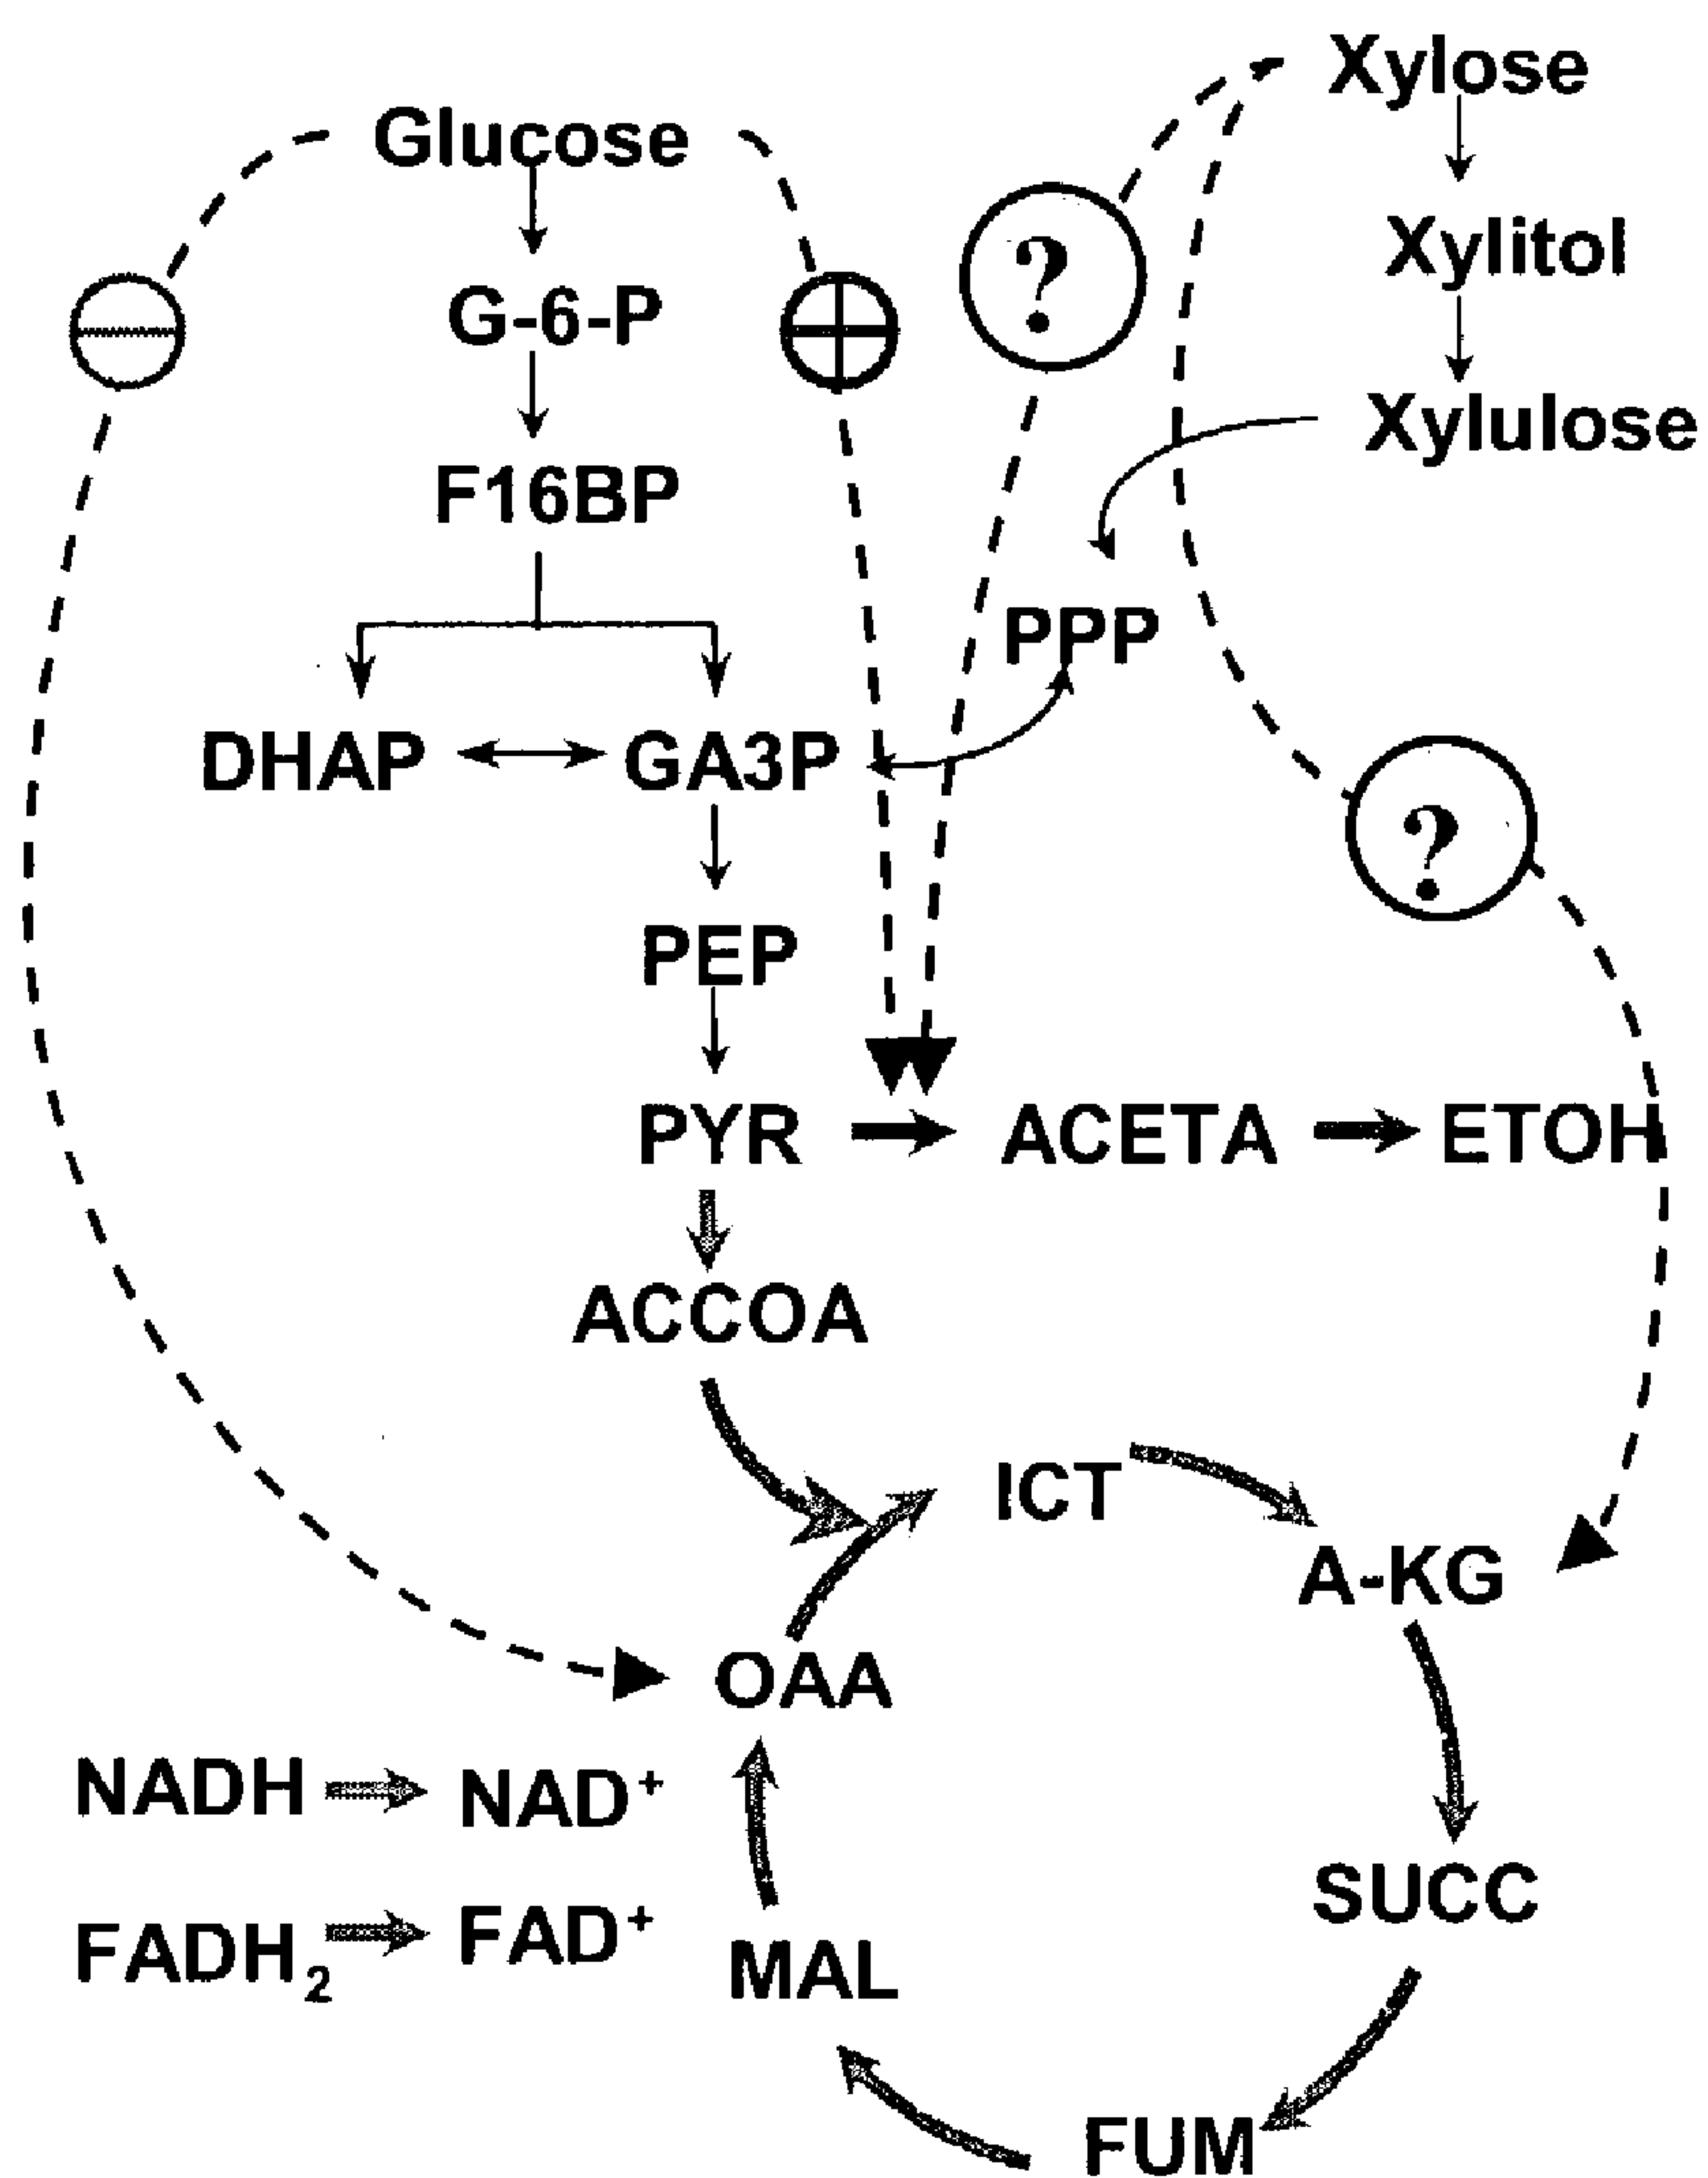 Xylose
Glucose
?
Xylitol
G-6-P
Xylulose
F16BP
PPP
DHAP
GA3P
?
PEP
PYR
ACETA
ETOH
ACCOA
ICT
A-KG
OAA
NADH
NAD+
SUCC
FADH2
FAD+
MAL
FUM